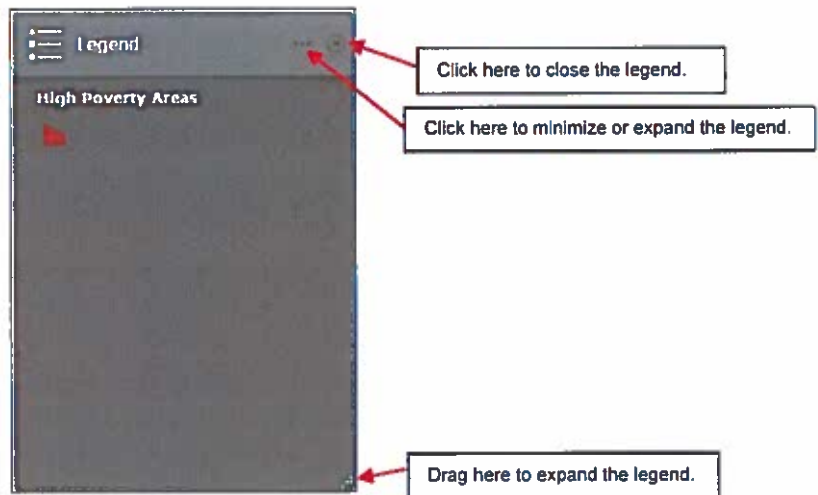 Legend
Click here to close the legend.
High Poverty Areas
Click here to minimize or expand the legend.
Drag here to expand the legend.